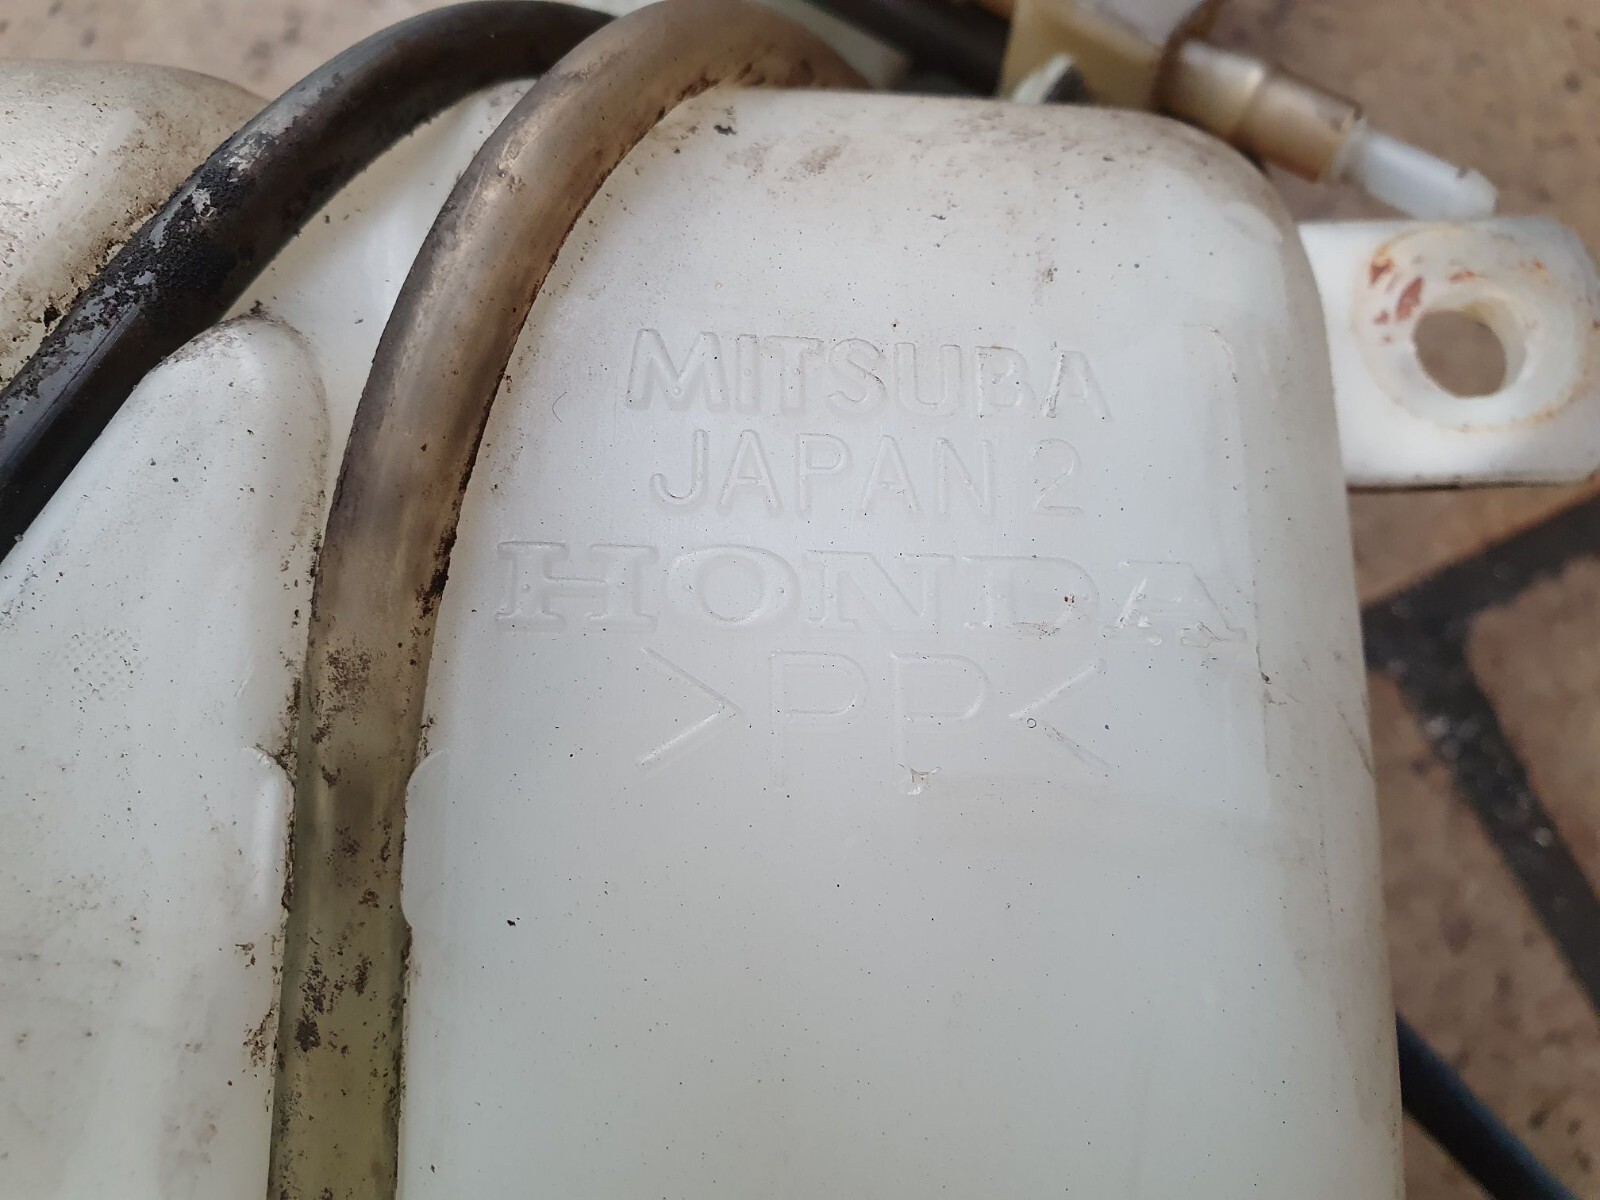 MITSUBA
JAPAN 2
HONDA
>PP<